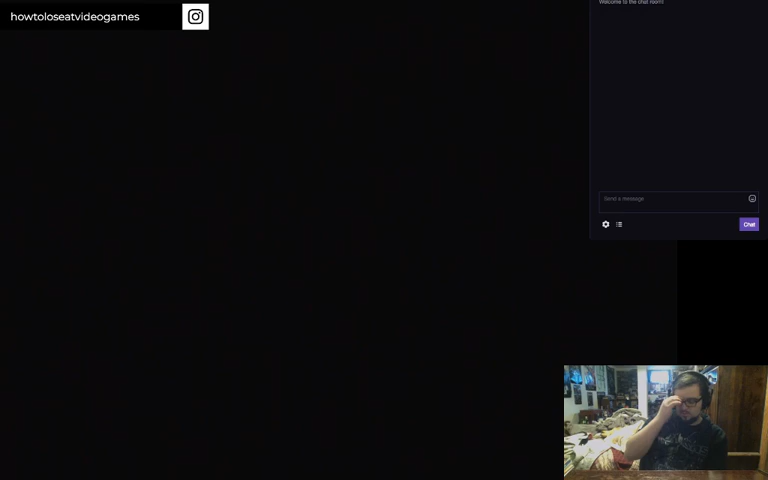 howtoloseatvideogames
Welcome to the chat room!
Send a message
Chat